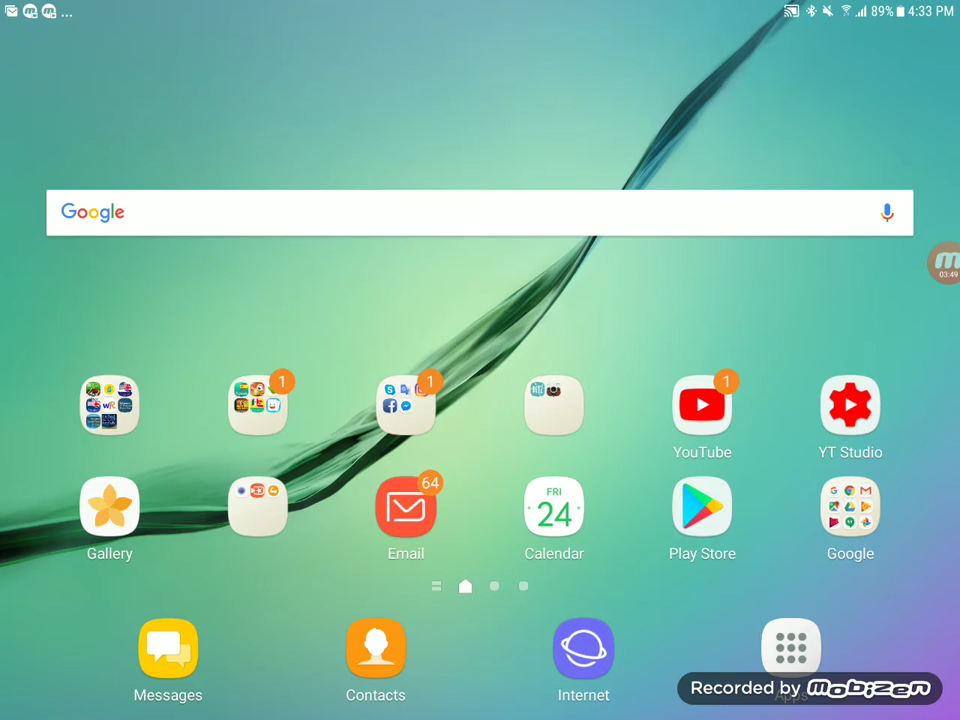 ... 89% 4:33 PM
Google
03:49
1 1 1
YouTube YT Studio
64 FRI 24
Gallery Email Calendar Play Store Google
Messages Contacts Internet Apps
Recorded by mobizen